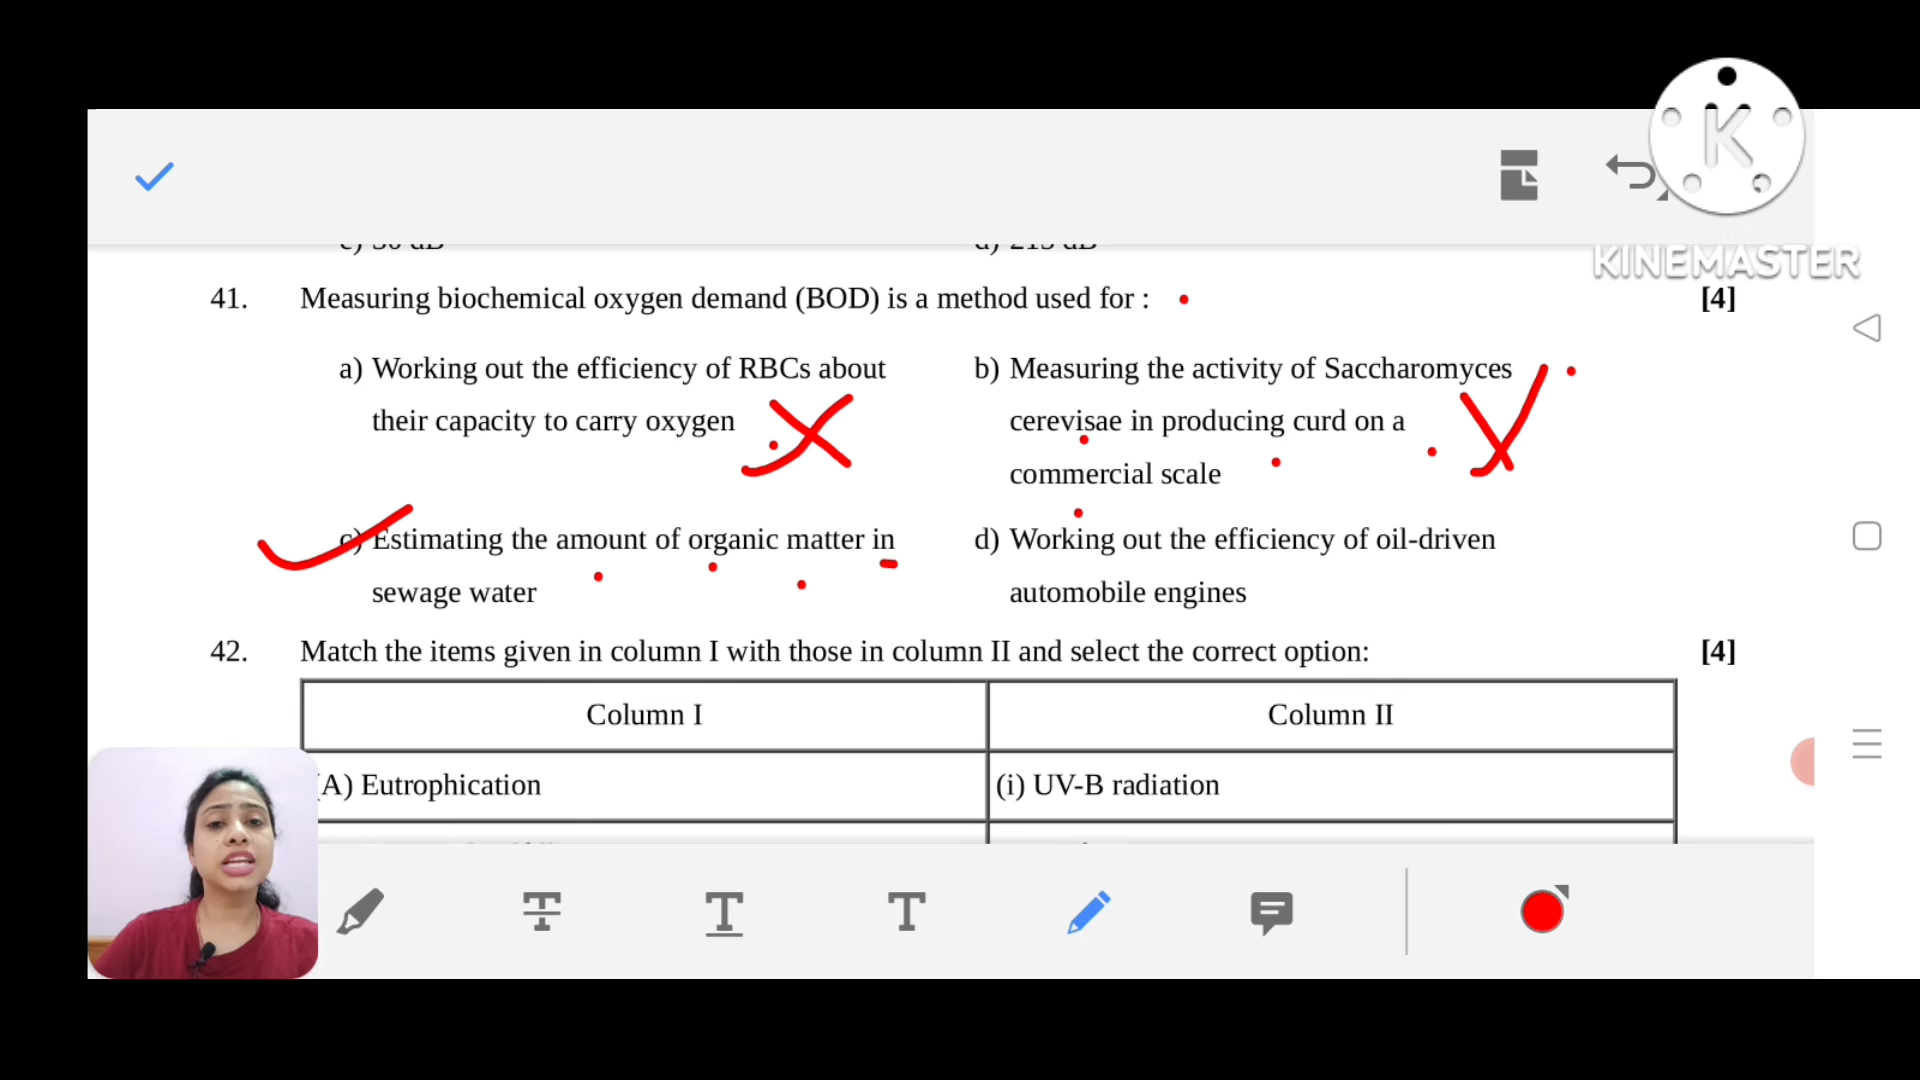 K
KINEMASTER
c) 30 dB
d) 215 dB
41. Measuring biochemical oxygen demand (BOD) is a method used for : [4]
a) Working out the efficiency of RBCs about
their capacity to carry oxygen
b) Measuring the activity of Saccharomyces
cerevisae in producing curd on a
commercial scale
c) Estimating the amount of organic matter in
sewage water
d) Working out the efficiency of oil-driven
automobile engines
42. Match the items given in column I with those in column II and select the correct option: [4]
Column I Column II
(A) Eutrophication (i) UV-B radiation